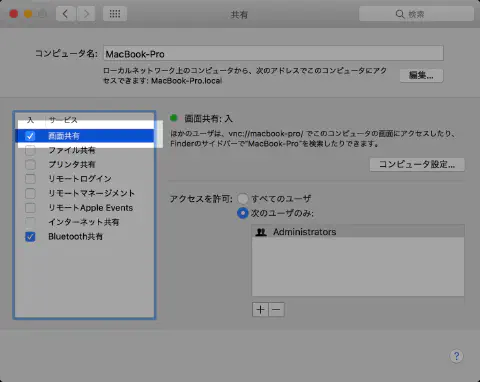 共有
検索
コンピュータ名: MacBook-Pro
ローカルネットワーク上のコンピュータから、次のアドレスでこのコンピュータにアク
セスできます: MacBook-Pro.local
編集...
入 サービス
画面共有
ファイル共有
プリンタ共有
リモートログイン
リモートマネージメント
リモートApple Events
インターネット共有
Bluetooth共有
画面共有: 入
ほかのユーザは、vnc://macbook-pro/ でこのコンピュータの画面にアクセスしたり、
Finderのサイドバーで"MacBook-Pro"を検索したりできます。
コンピュータ設定...
アクセスを許可: すべてのユーザ
次のユーザのみ:
Administrators
+ −
?